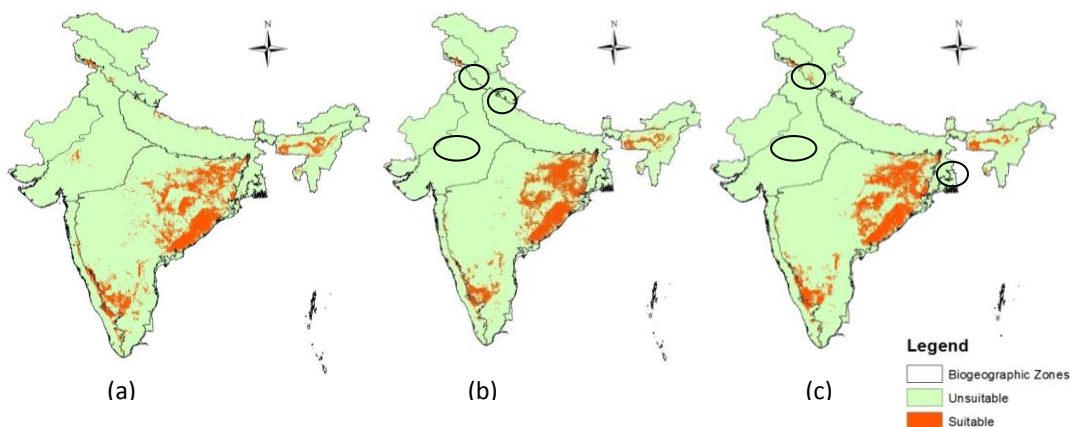 N
N
N
(a)
(b)
(c)
Legend
Biogeographic Zones
Unsuitable
Suitable